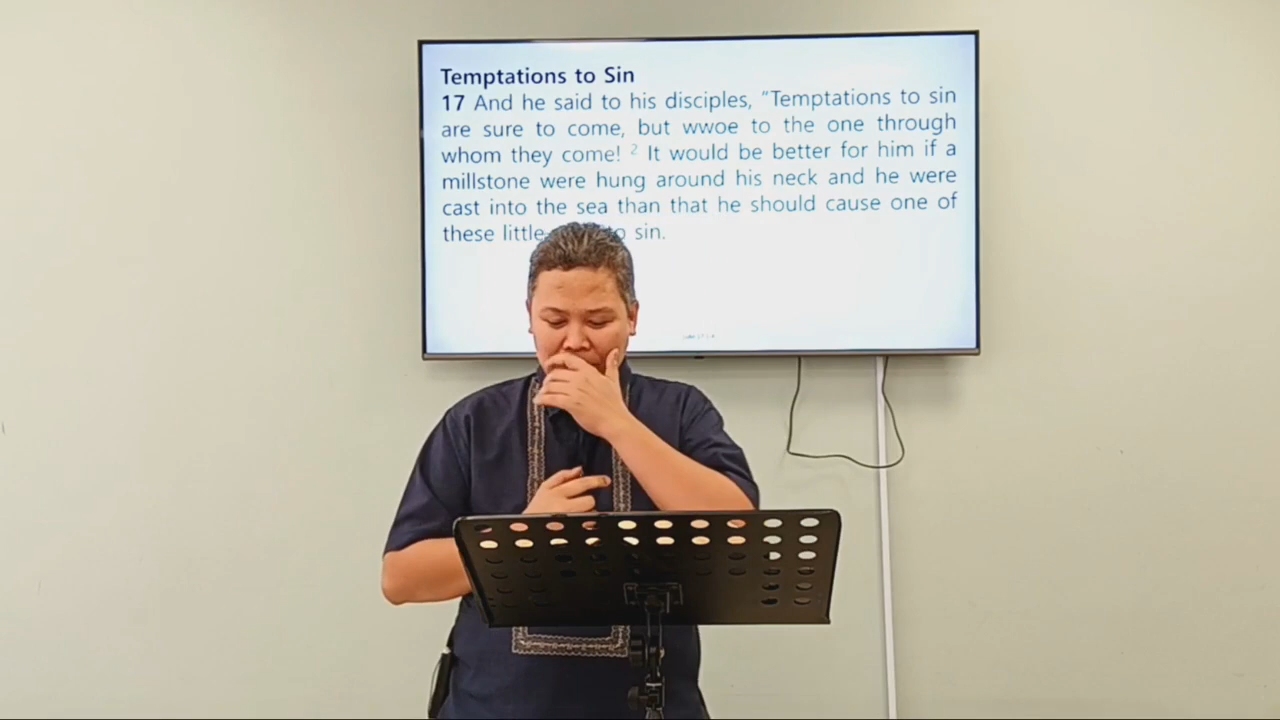 Temptations to Sin
17 And he said to his disciples, “Temptations to sin
are sure to come, but wwoe to the one through
whom they come! 2 It would be better for him if a
millstone were hung around his neck and he were
cast into the sea than that he should cause one of
these little to sin.